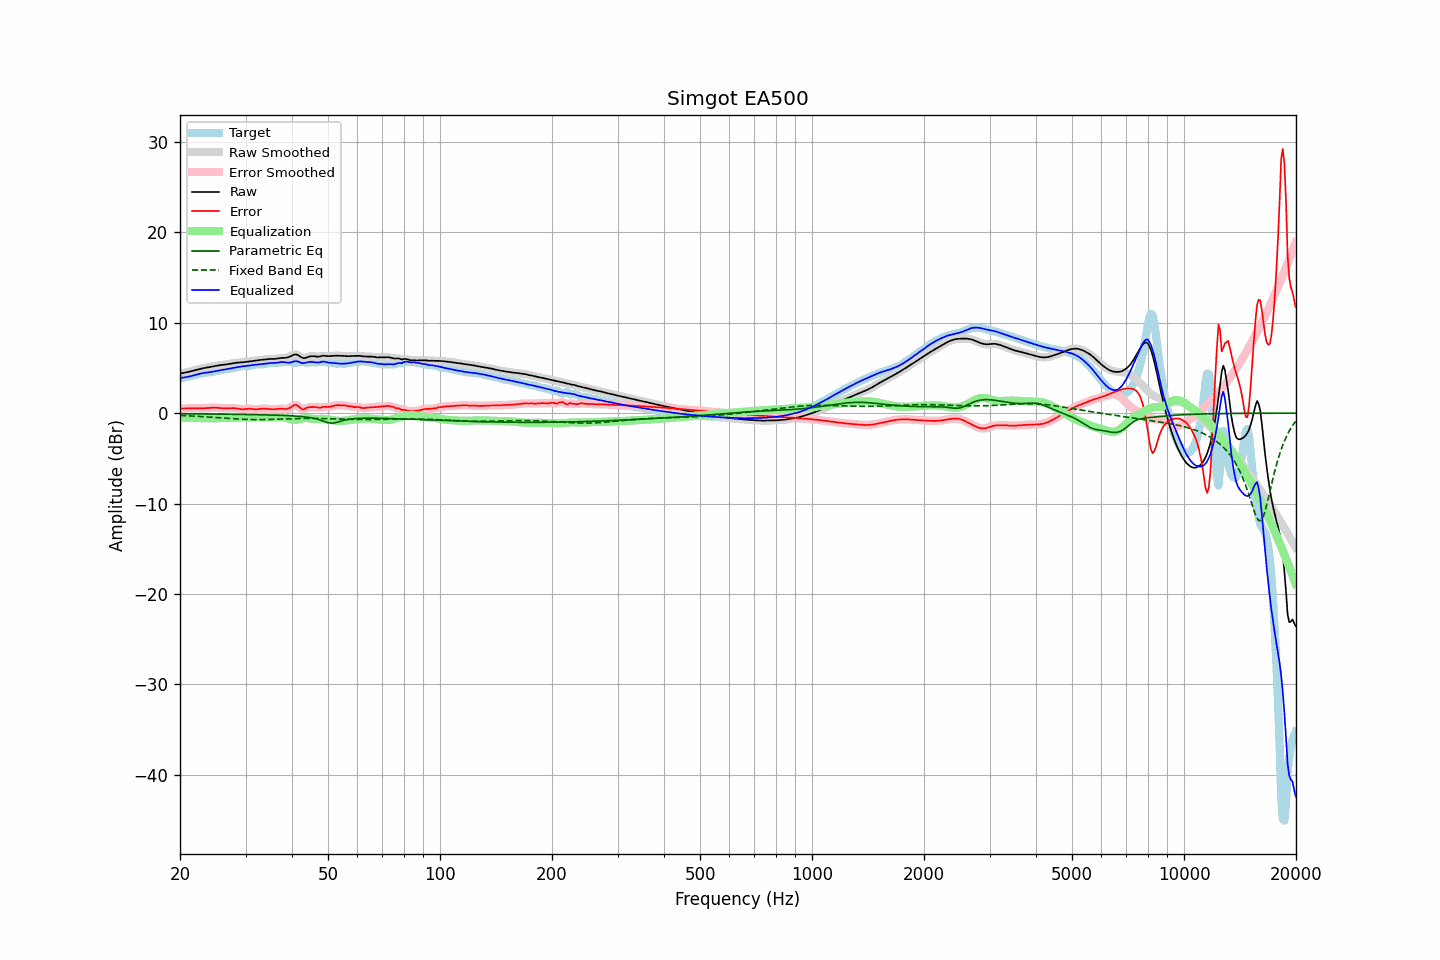 Simgot EA500
Target
Raw Smoothed
Error Smoothed
Raw
Error
Equalization
Parametric Eq
Fixed Band Eq
Equalized
30
20
10
0
−10
−20
−30
−40
Amplitude (dBr)
20 50 100 200 500 1000 2000 5000 10000 20000
Frequency (Hz)